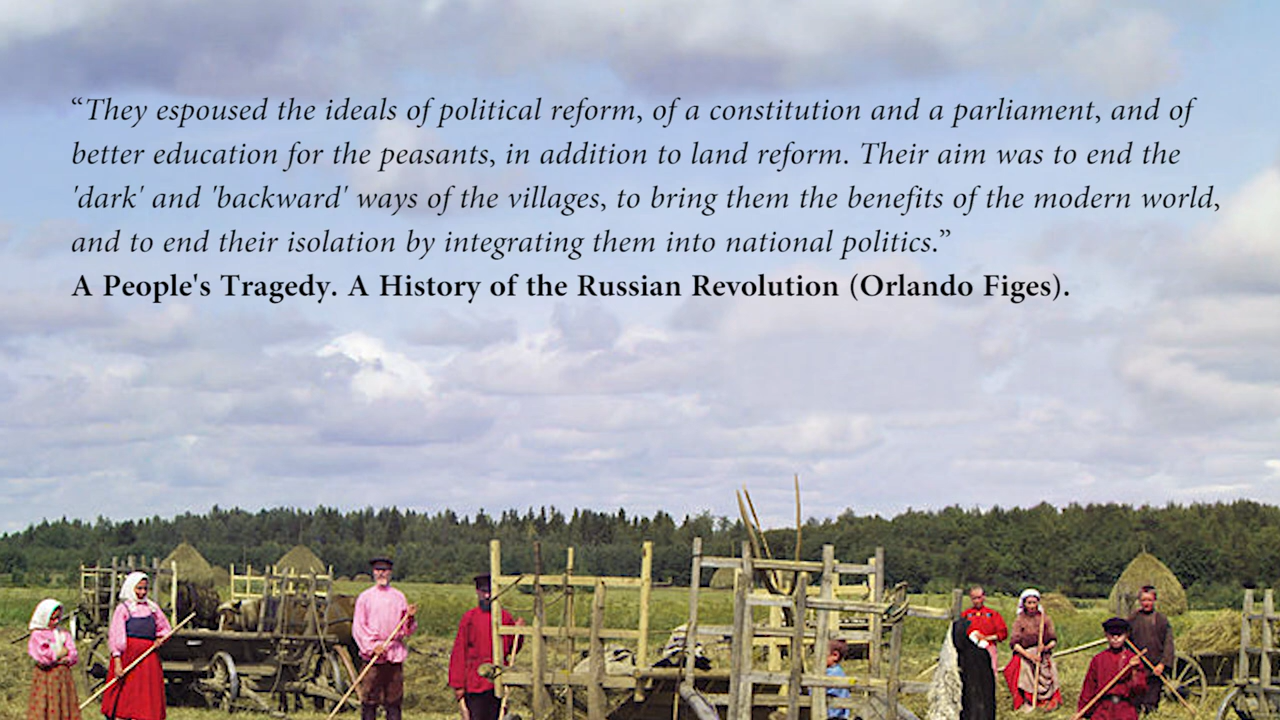 “They espoused the ideals of political reform, of a constitution and a parliament, and of
better education for the peasants, in addition to land reform. Their aim was to end the
'dark' and 'backward' ways of the villages, to bring them the benefits of the modern world,
and to end their isolation by integrating them into national politics.”
A People's Tragedy. A History of the Russian Revolution (Orlando Figes).